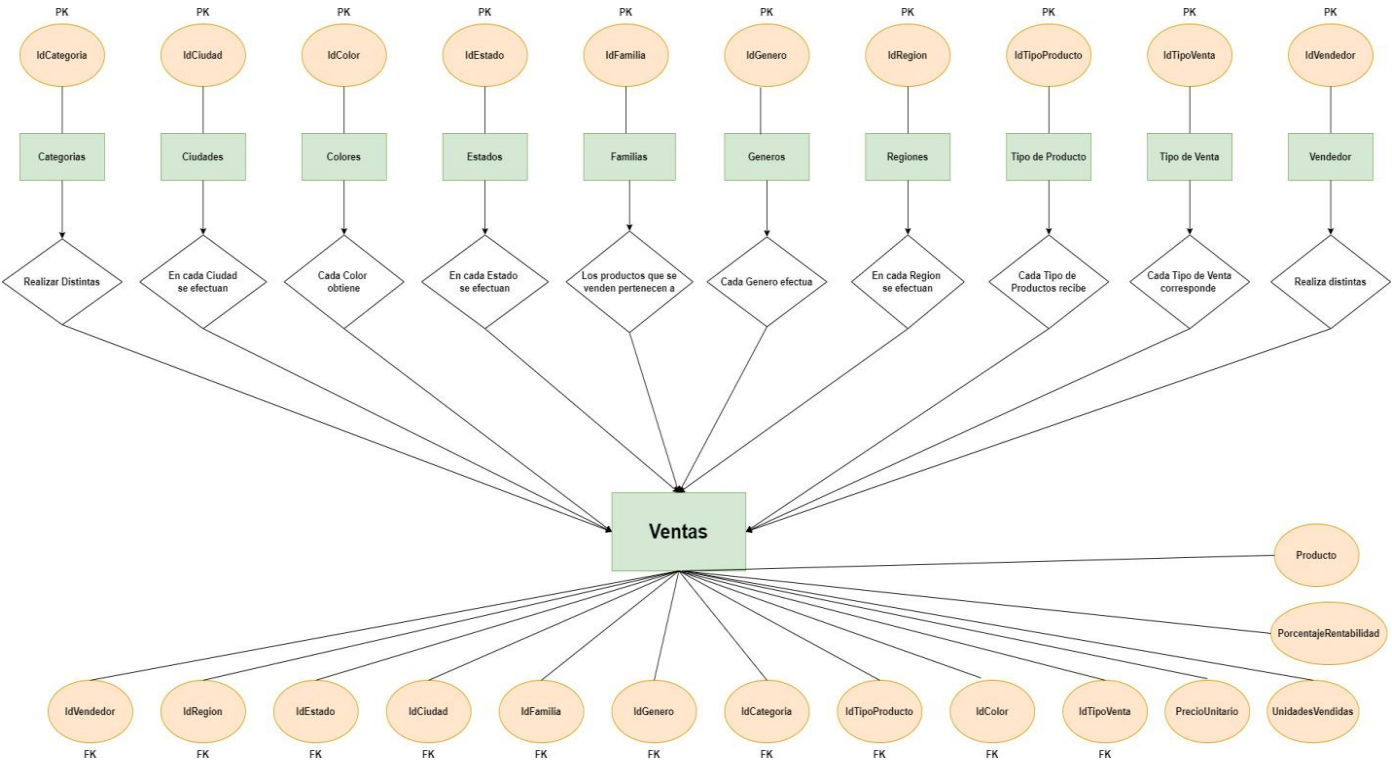 PK PK PK PK PK PK PK PK PK PK
IdCategoria IdCiudad IdColor IdEstado IdFamilia IdGenero IdRegion IdTipoProducto IdTipoVenta IdVendedor
Categorias Ciudades Colores Estados Familias Generos Regiones Tipo de Producto Tipo de Venta Vendedor
Realizar Distintas
En cada Ciudad
se efectuan
Cada Color
obtiene
En cada Estado
se efectuan
Los productos que se
venden pertenecen a
Cada Genero efectua
En cada Region
se efectuan
Cada Tipo de
Productos recibe
Cada Tipo de Venta
corresponde
Realiza distintas
Ventas
Producto
PorcentajeRentabilidad
IdVendedor IdRegion IdEstado IdCiudad IdFamilia IdGenero IdCategoria IdTipoProducto IdColor IdTipoVenta PrecioUnitario UnidadesVendidas
FK FK FK FK FK FK FK FK FK FK